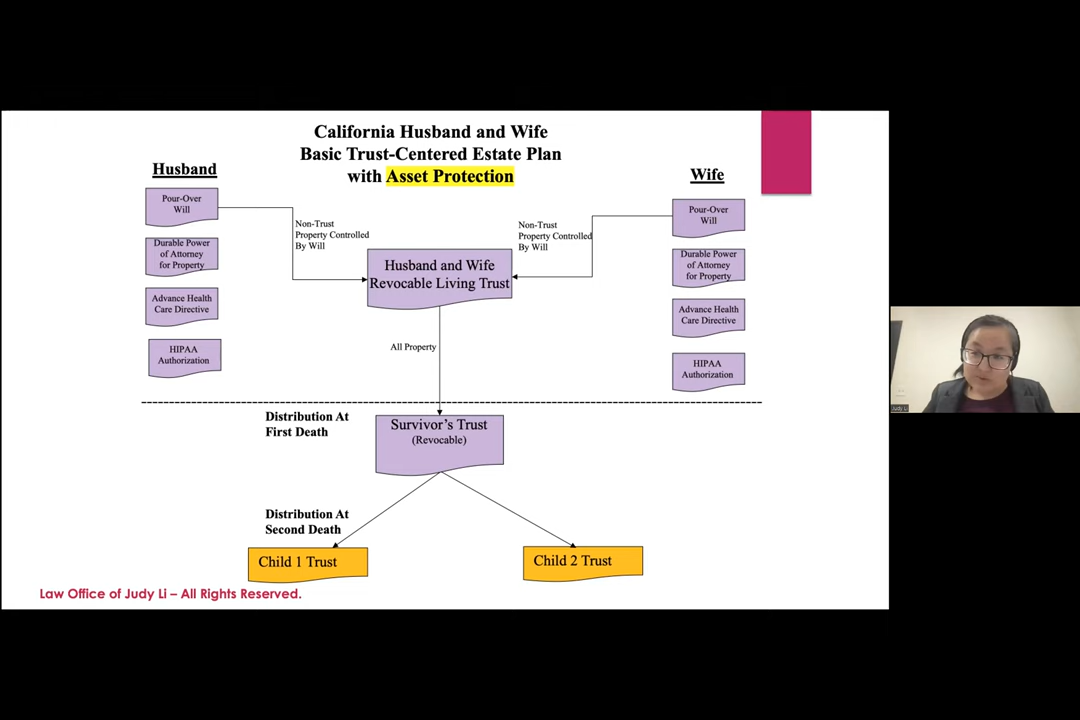 California Husband and Wife
Basic Trust-Centered Estate Plan
with Asset Protection
Husband
Pour-Over
Will
Durable Power
of Attorney
for Property
Advance Health
Care Directive
HIPAA
Authorization
Non-Trust
Property Controlled
By Will
Husband and Wife
Revocable Living Trust
Non-Trust
Property Controlled
By Will
Wife
Pour-Over
Will
Durable Power
of Attorney
for Property
Advance Health
Care Directive
HIPAA
Authorization
All Property
Distribution At
First Death
Survivor's Trust
(Revocable)
Distribution At
Second Death
Child 1 Trust
Child 2 Trust
Law Office of Judy Li – All Rights Reserved.
Judy Li